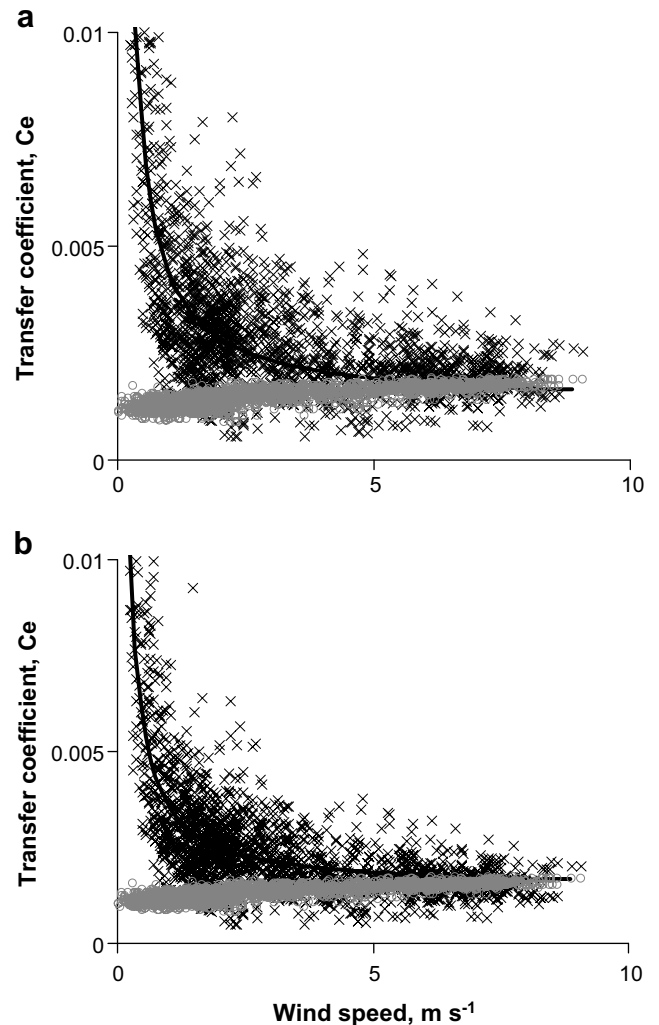 a
0.01
Transfer coefficient, Ce
0.005
0
0
5
10
b
0.01
Transfer coefficient, Ce
0.005
0
0
5
10
Wind speed, m s⁻¹